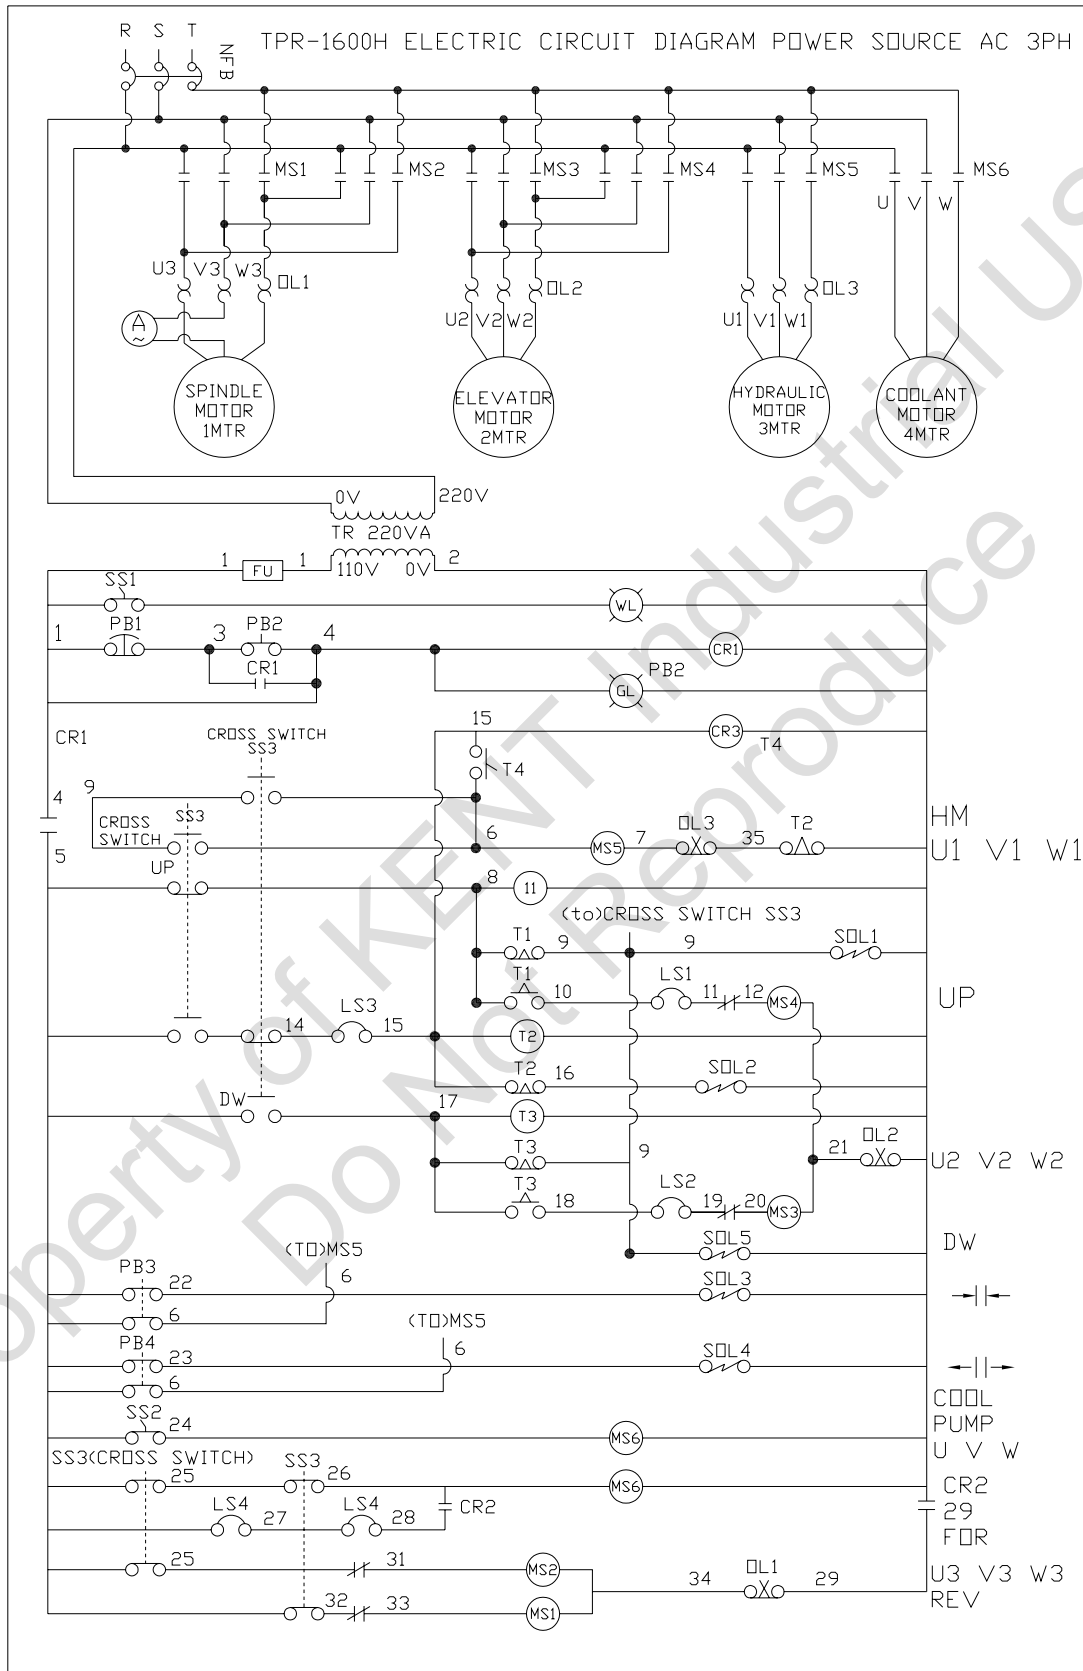 TPR-1600H ELECTRIC CIRCUIT DIAGRAM POWER SOURCE AC 3PH
R S T
NFB
MS1 MS2 MS3 MS4 MS5 MS6
U V W
U3 V3 W3 OL1 OL2 OL3
U2 V2 W2 U1 V1 W1
A
~
SPINDLE MOTOR 1MTR
ELEVATOR MOTOR 2MTR
HYDRAULIC MOTOR 3MTR
COOLANT MOTOR 4MTR
0V 220V
TR 220VA
1 FU 1 110V 0V 2
SS1 WL
1 PB1 3 PB2 4 CR1
CR1 PB2
GL
CR1 CROSS SWITCH SS3 15 CR3 T4
T4
9
4 CROSS SWITCH SS3 6 MS5 7 OL3 35 T2 HM
5 U1 V1 W1
UP 8 11
(to)CROSS SWITCH SS3
T1 9 9 SOL1
T1 10 LS1 11 12 MS4 UP
14 LS3 15 T2
T2 16 SOL2
DW 17 T3
T3 9 21 OL2 U2 V2 W2
T3 18 LS2 19 20 MS3
SOL5 DW
(TO)MS5
PB3 22 6 SOL3
6
(TO)MS5
PB4 23 6 SOL4
6
COOL PUMP
SS2 24 MS6 U V W
SS3(CROSS SWITCH) SS3
25 26 MS6 CR2
LS4 27 LS4 28 CR2 29
FOR
25 31 MS2 34 OL1 29 U3 V3 W3
32 33 MS1 REV
Property of KENT Industrial US
Do Not Reproduce